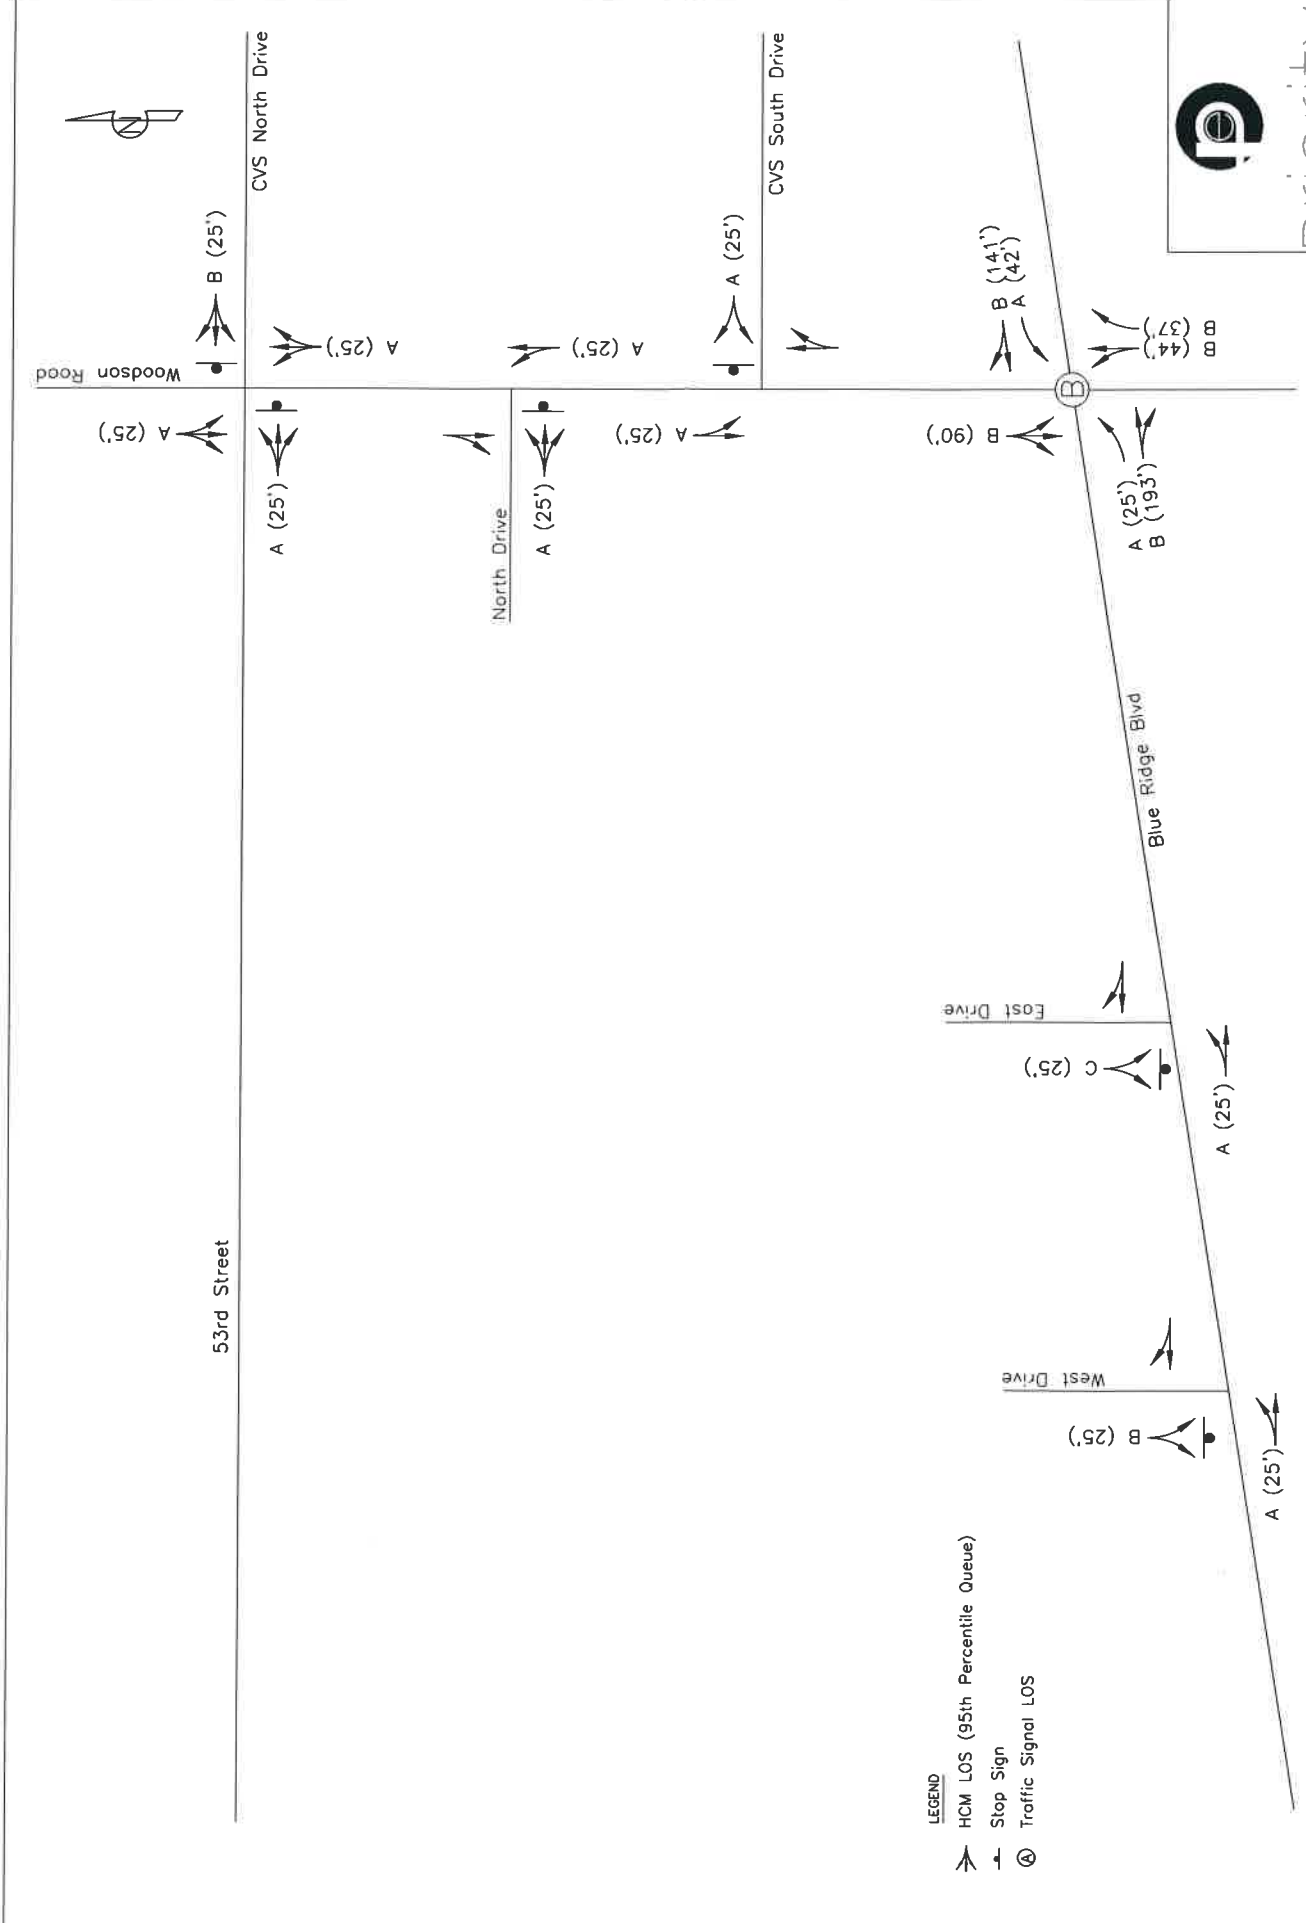 CVS North Drive
B (25')
Woodson Road
A (25')
A (25')
A (25')
53rd Street
North Drive
A (25')
A (25')
A (25')
CVS South Drive
A (25')
B (141')
A (42')
B (90')
B
B (44')
B (37')
A (25')
B (193')
Blue Ridge Blvd
East Drive
C (25')
A (25')
West Drive
B (25')
A (25')
LEGEND
HCM LOS (95th Percentile Queue)
Stop Sign
A Traffic Signal LOS
N